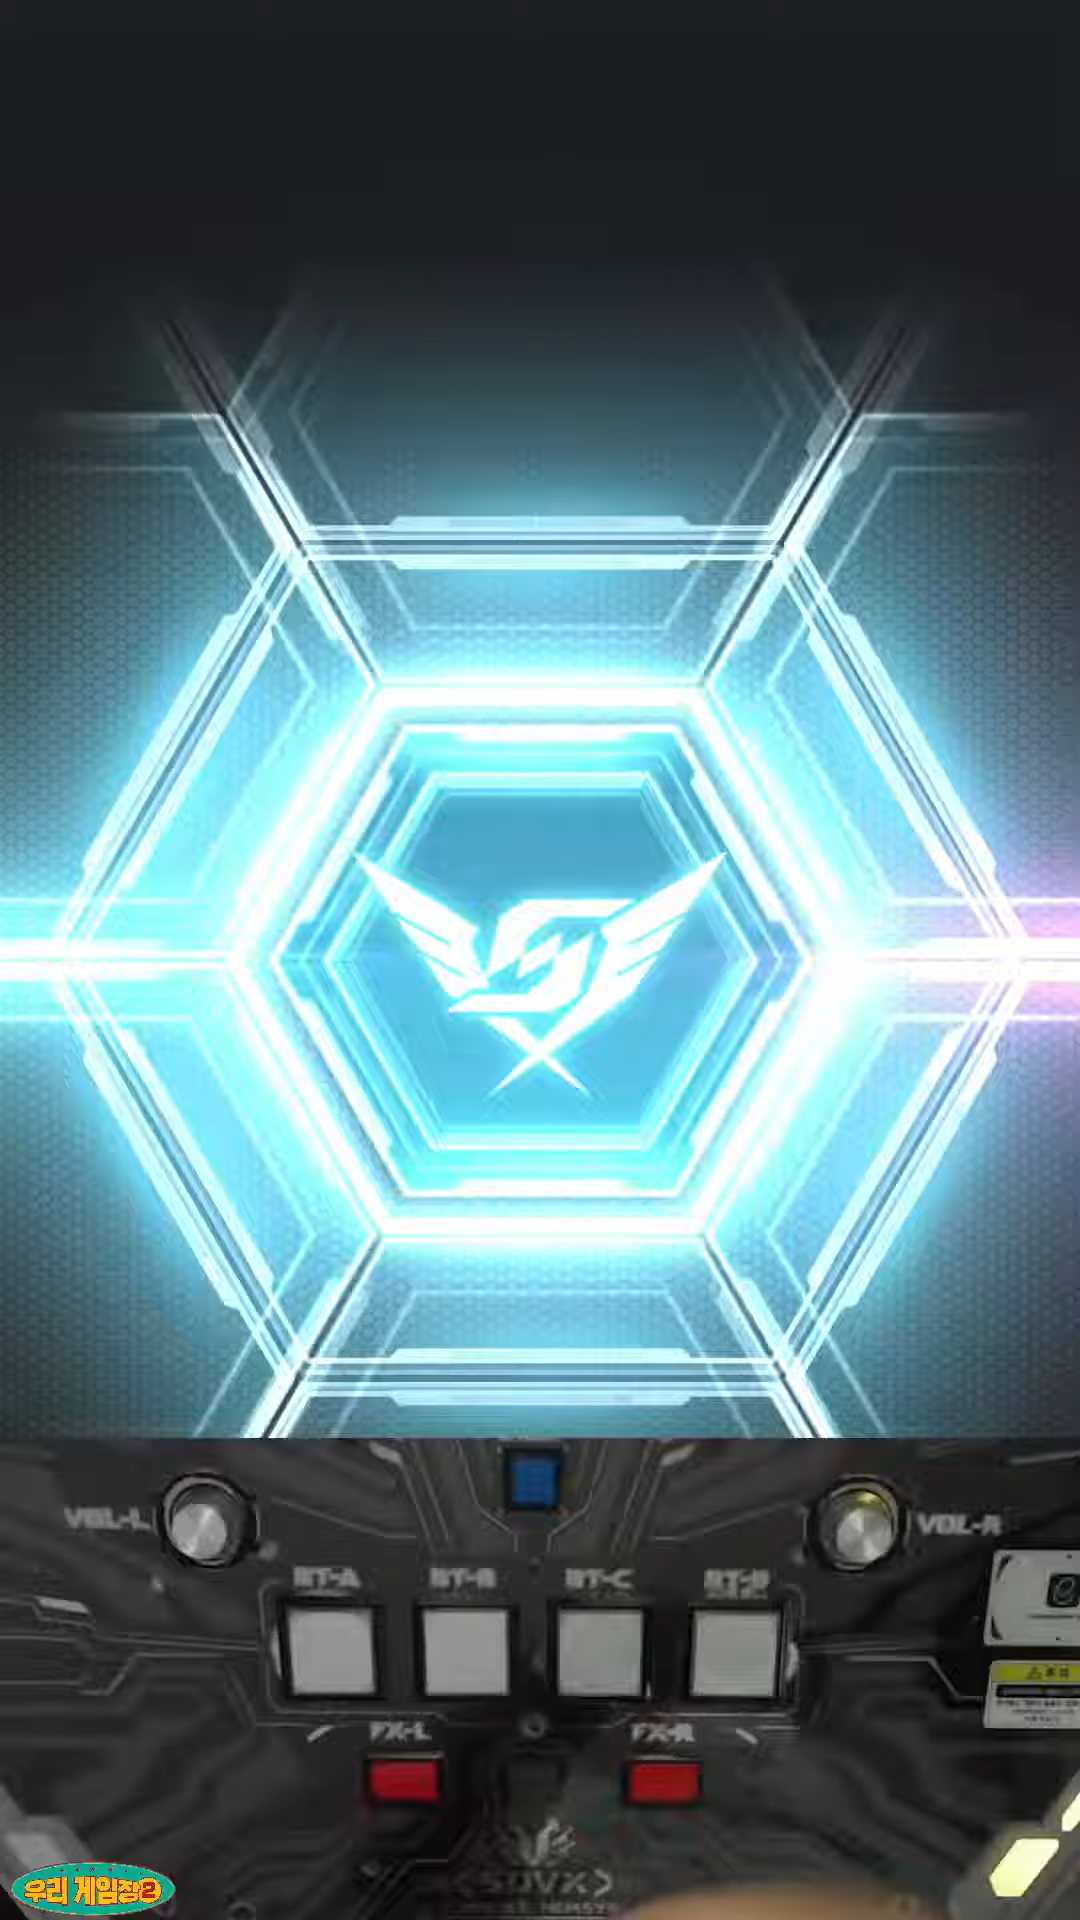 VOL-L
VOL-R
BT-A
BT-B
BT-C
BT-D
FX-L
FX-R
SDVX
우리 게임장2